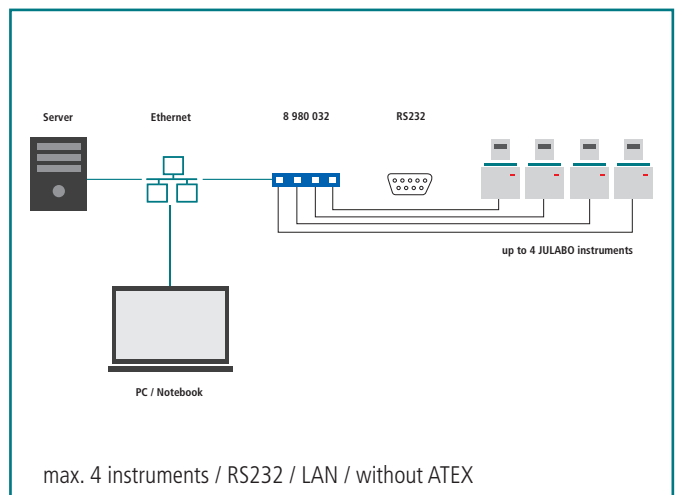 Server
Ethernet
8 980 032
RS232
up to 4 JULABO instruments
PC / Notebook
max. 4 instruments / RS232 / LAN / without ATEX